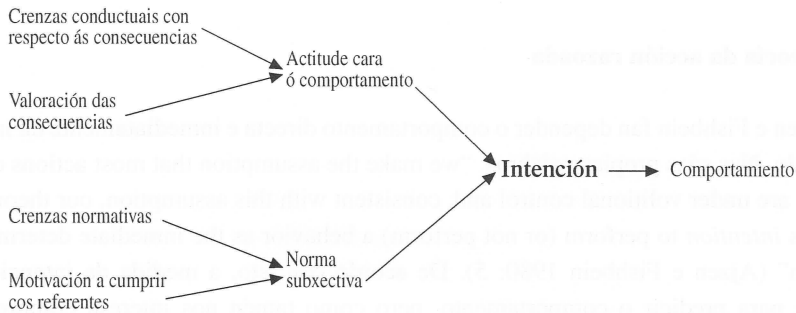 Crenzas conductuais con
respecto ás consecuencias
Actitude cara
ó comportamento
Valoración das
consecuencias
Intención
Comportamiento
Crenzas normativas
Norma
subxectiva
Motivación a cumprir
cos referentes